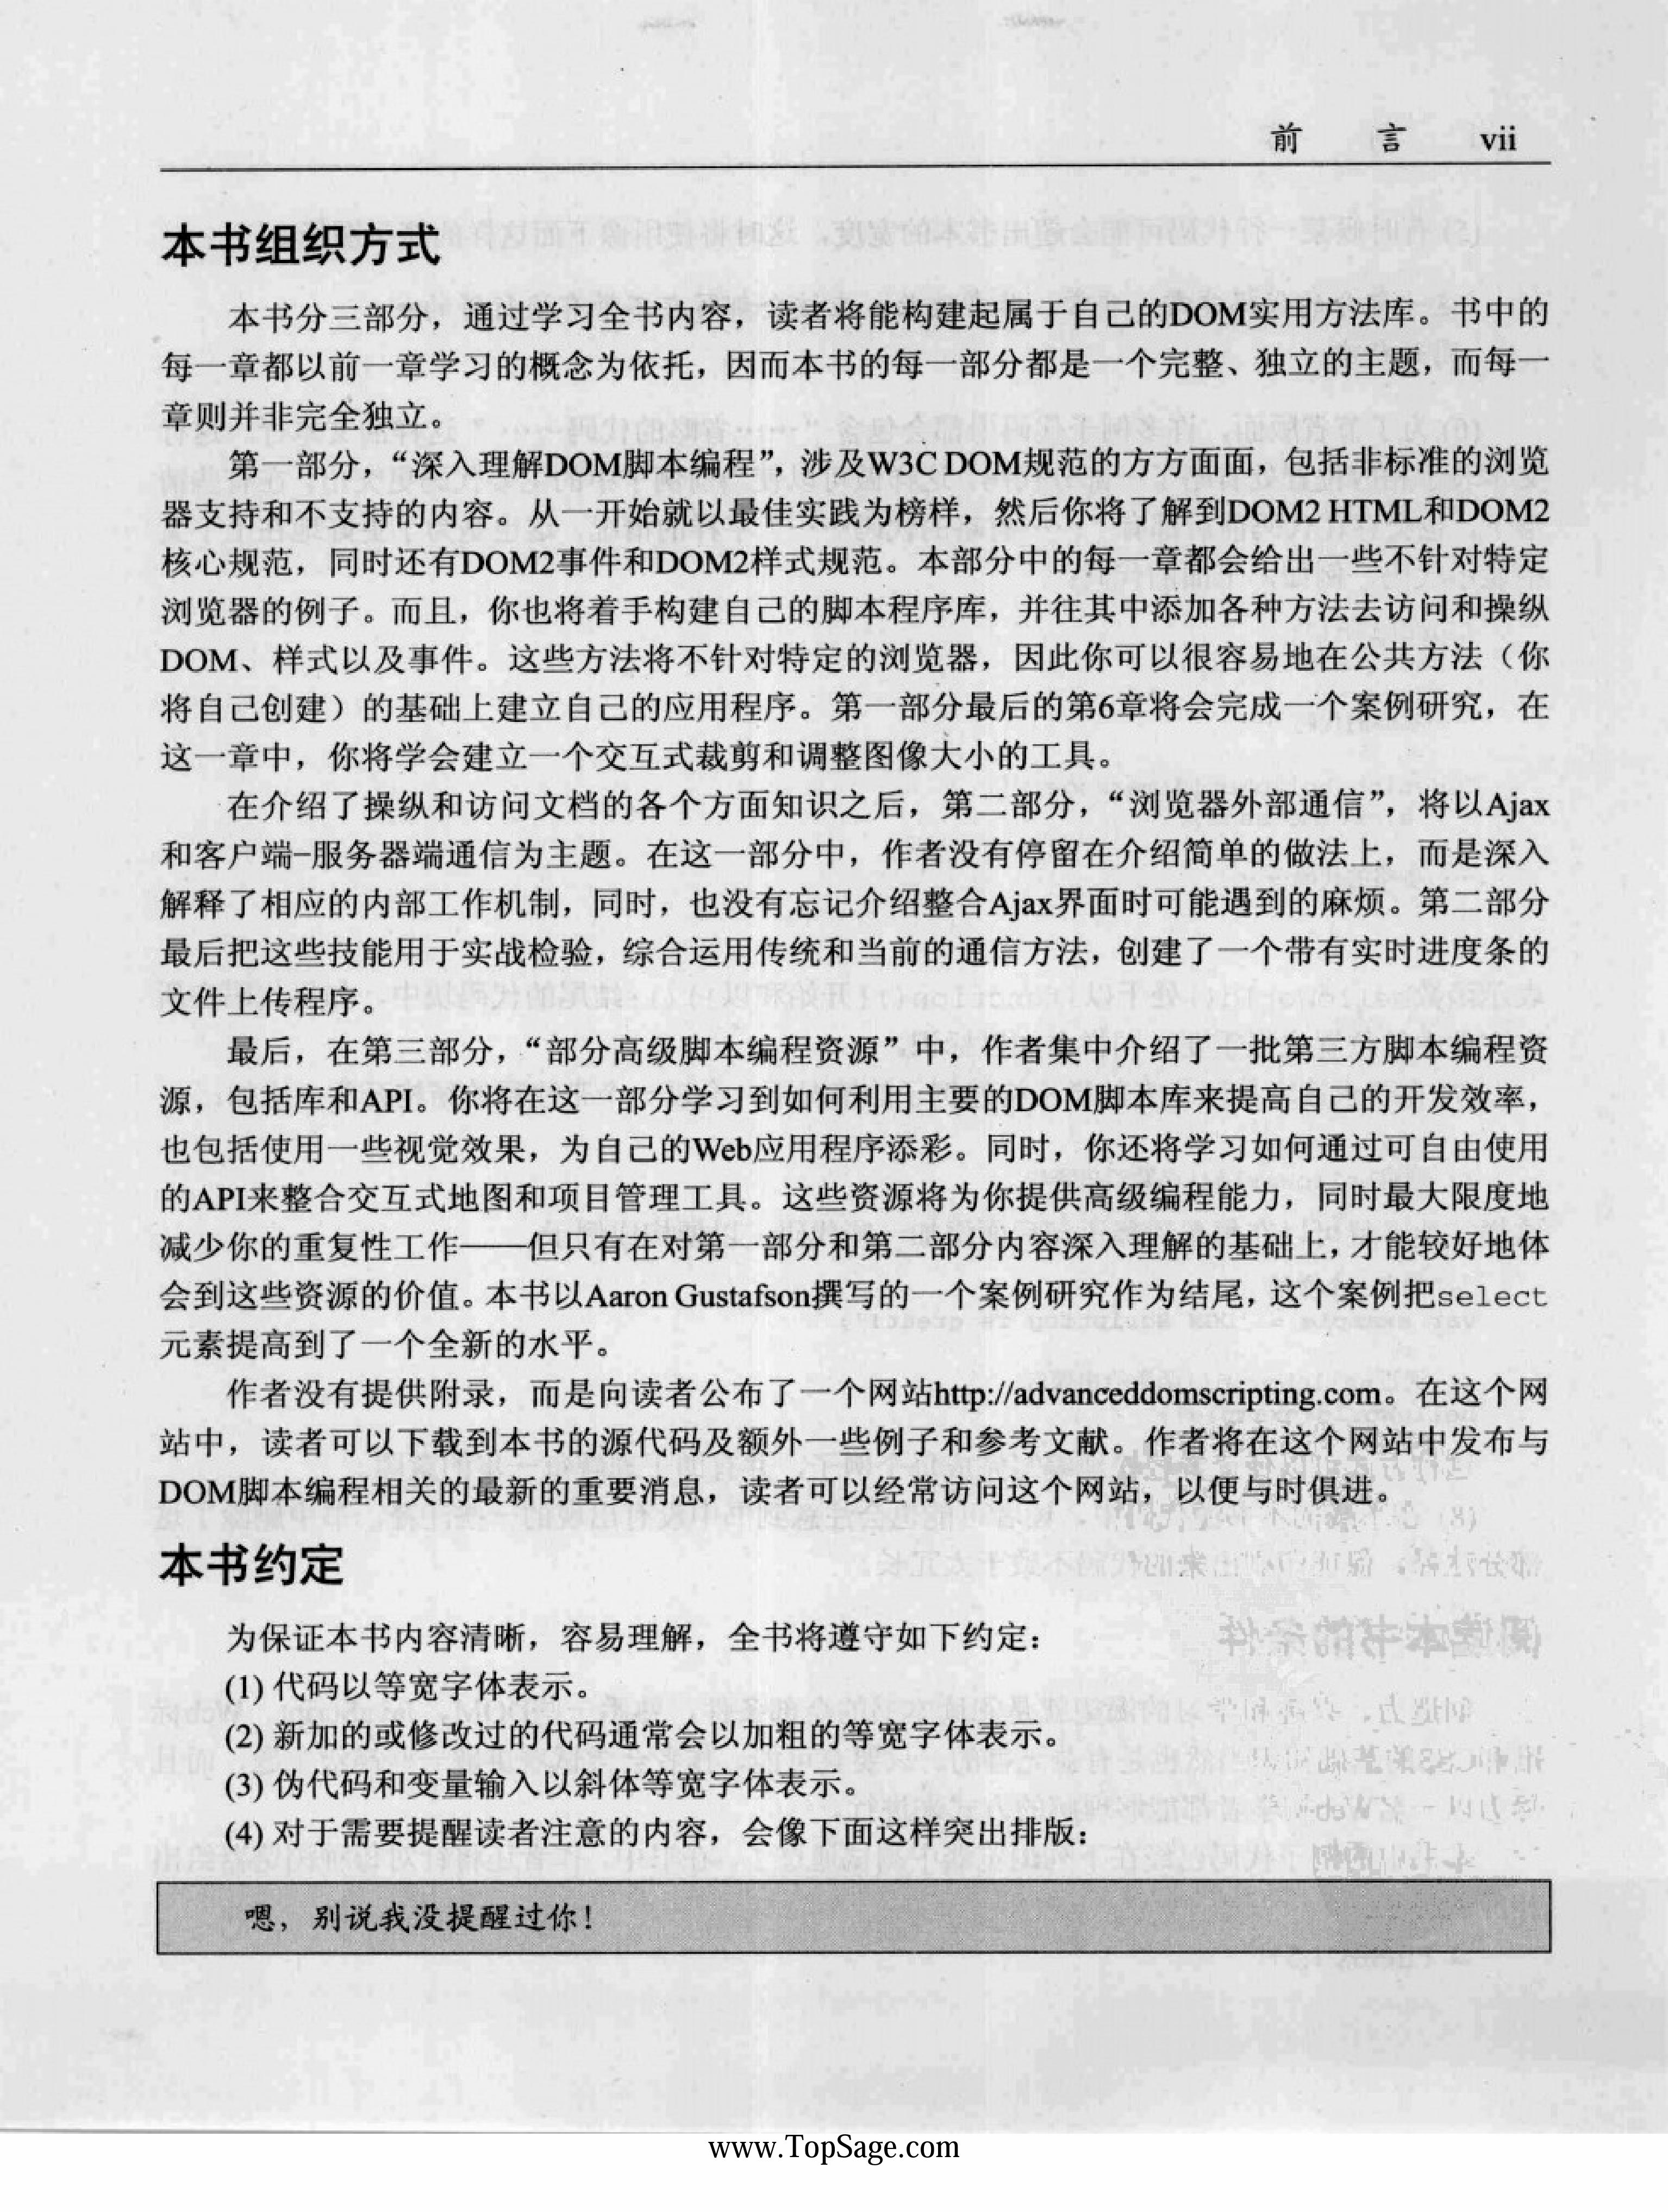 前 言 vii
本书组织方式
本书分三部分，通过学习全书内容，读者将能构建起属于自己的DOM实用方法库。书中的
每一章都以前一章学习的概念为依托，因而本书的每一部分都是一个完整、独立的主题，而每一
章则并非完全独立。
第一部分，“深入理解DOM脚本编程”，涉及W3C DOM规范的方方面面，包括非标准的浏览
器支持和不支持的内容。从一开始就以最佳实践为榜样，然后你将了解到DOM2 HTML和DOM2
核心规范，同时还有DOM2事件和DOM2样式规范。本部分中的每一章都会给出一些不针对特定
浏览器的例子。而且，你也将着手构建自己的脚本程序库，并往其中添加各种方法去访问和操纵
DOM、样式以及事件。这些方法将不针对特定的浏览器，因此你可以很容易地在公共方法（你
将自己创建）的基础上建立自己的应用程序。第一部分最后的第6章将会完成一个案例研究，在
这一章中，你将学会建立一个交互式裁剪和调整图像大小的工具。
在介绍了操纵和访问文档的各个方面知识之后，第二部分，“浏览器外部通信”，将以Ajax
和客户端–服务器端通信为主题。在这一部分中，作者没有停留在介绍简单的做法上，而是深入
解释了相应的内部工作机制，同时，也没有忘记介绍整合Ajax界面时可能遇到的麻烦。第二部分
最后把这些技能用于实战检验，综合运用传统和当前的通信方法，创建了一个带有实时进度条的
文件上传程序。
最后，在第三部分，“部分高级脚本编程资源”中，作者集中介绍了一批第三方脚本编程资
源，包括库和API。你将在这一部分学习到如何利用主要的DOM脚本库来提高自己的开发效率，
也包括使用一些视觉效果，为自己的Web应用程序添彩。同时，你还将学习如何通过可自由使用
的API来整合交互式地图和项目管理工具。这些资源将为你提供高级编程能力，同时最大限度地
减少你的重复性工作——但只有在对第一部分和第二部分内容深入理解的基础上，才能较好地体
会到这些资源的价值。本书以Aaron Gustafson撰写的一个案例研究作为结尾，这个案例把select
元素提高到了一个全新的水平。
作者没有提供附录，而是向读者公布了一个网站http://advanceddomscripting.com。在这个网
站中，读者可以下载到本书的源代码及额外一些例子和参考文献。作者将在这个网站中发布与
DOM脚本编程相关的最新的重要消息，读者可以经常访问这个网站，以便与时俱进。
本书约定
为保证本书内容清晰，容易理解，全书将遵守如下约定：
(1) 代码以等宽字体表示。
(2) 新加的或修改过的代码通常会以加粗的等宽字体表示。
(3) 伪代码和变量输入以斜体等宽字体表示。
(4) 对于需要提醒读者注意的内容，会像下面这样突出排版：
嗯，别说我没提醒过你！
www.TopSage.com